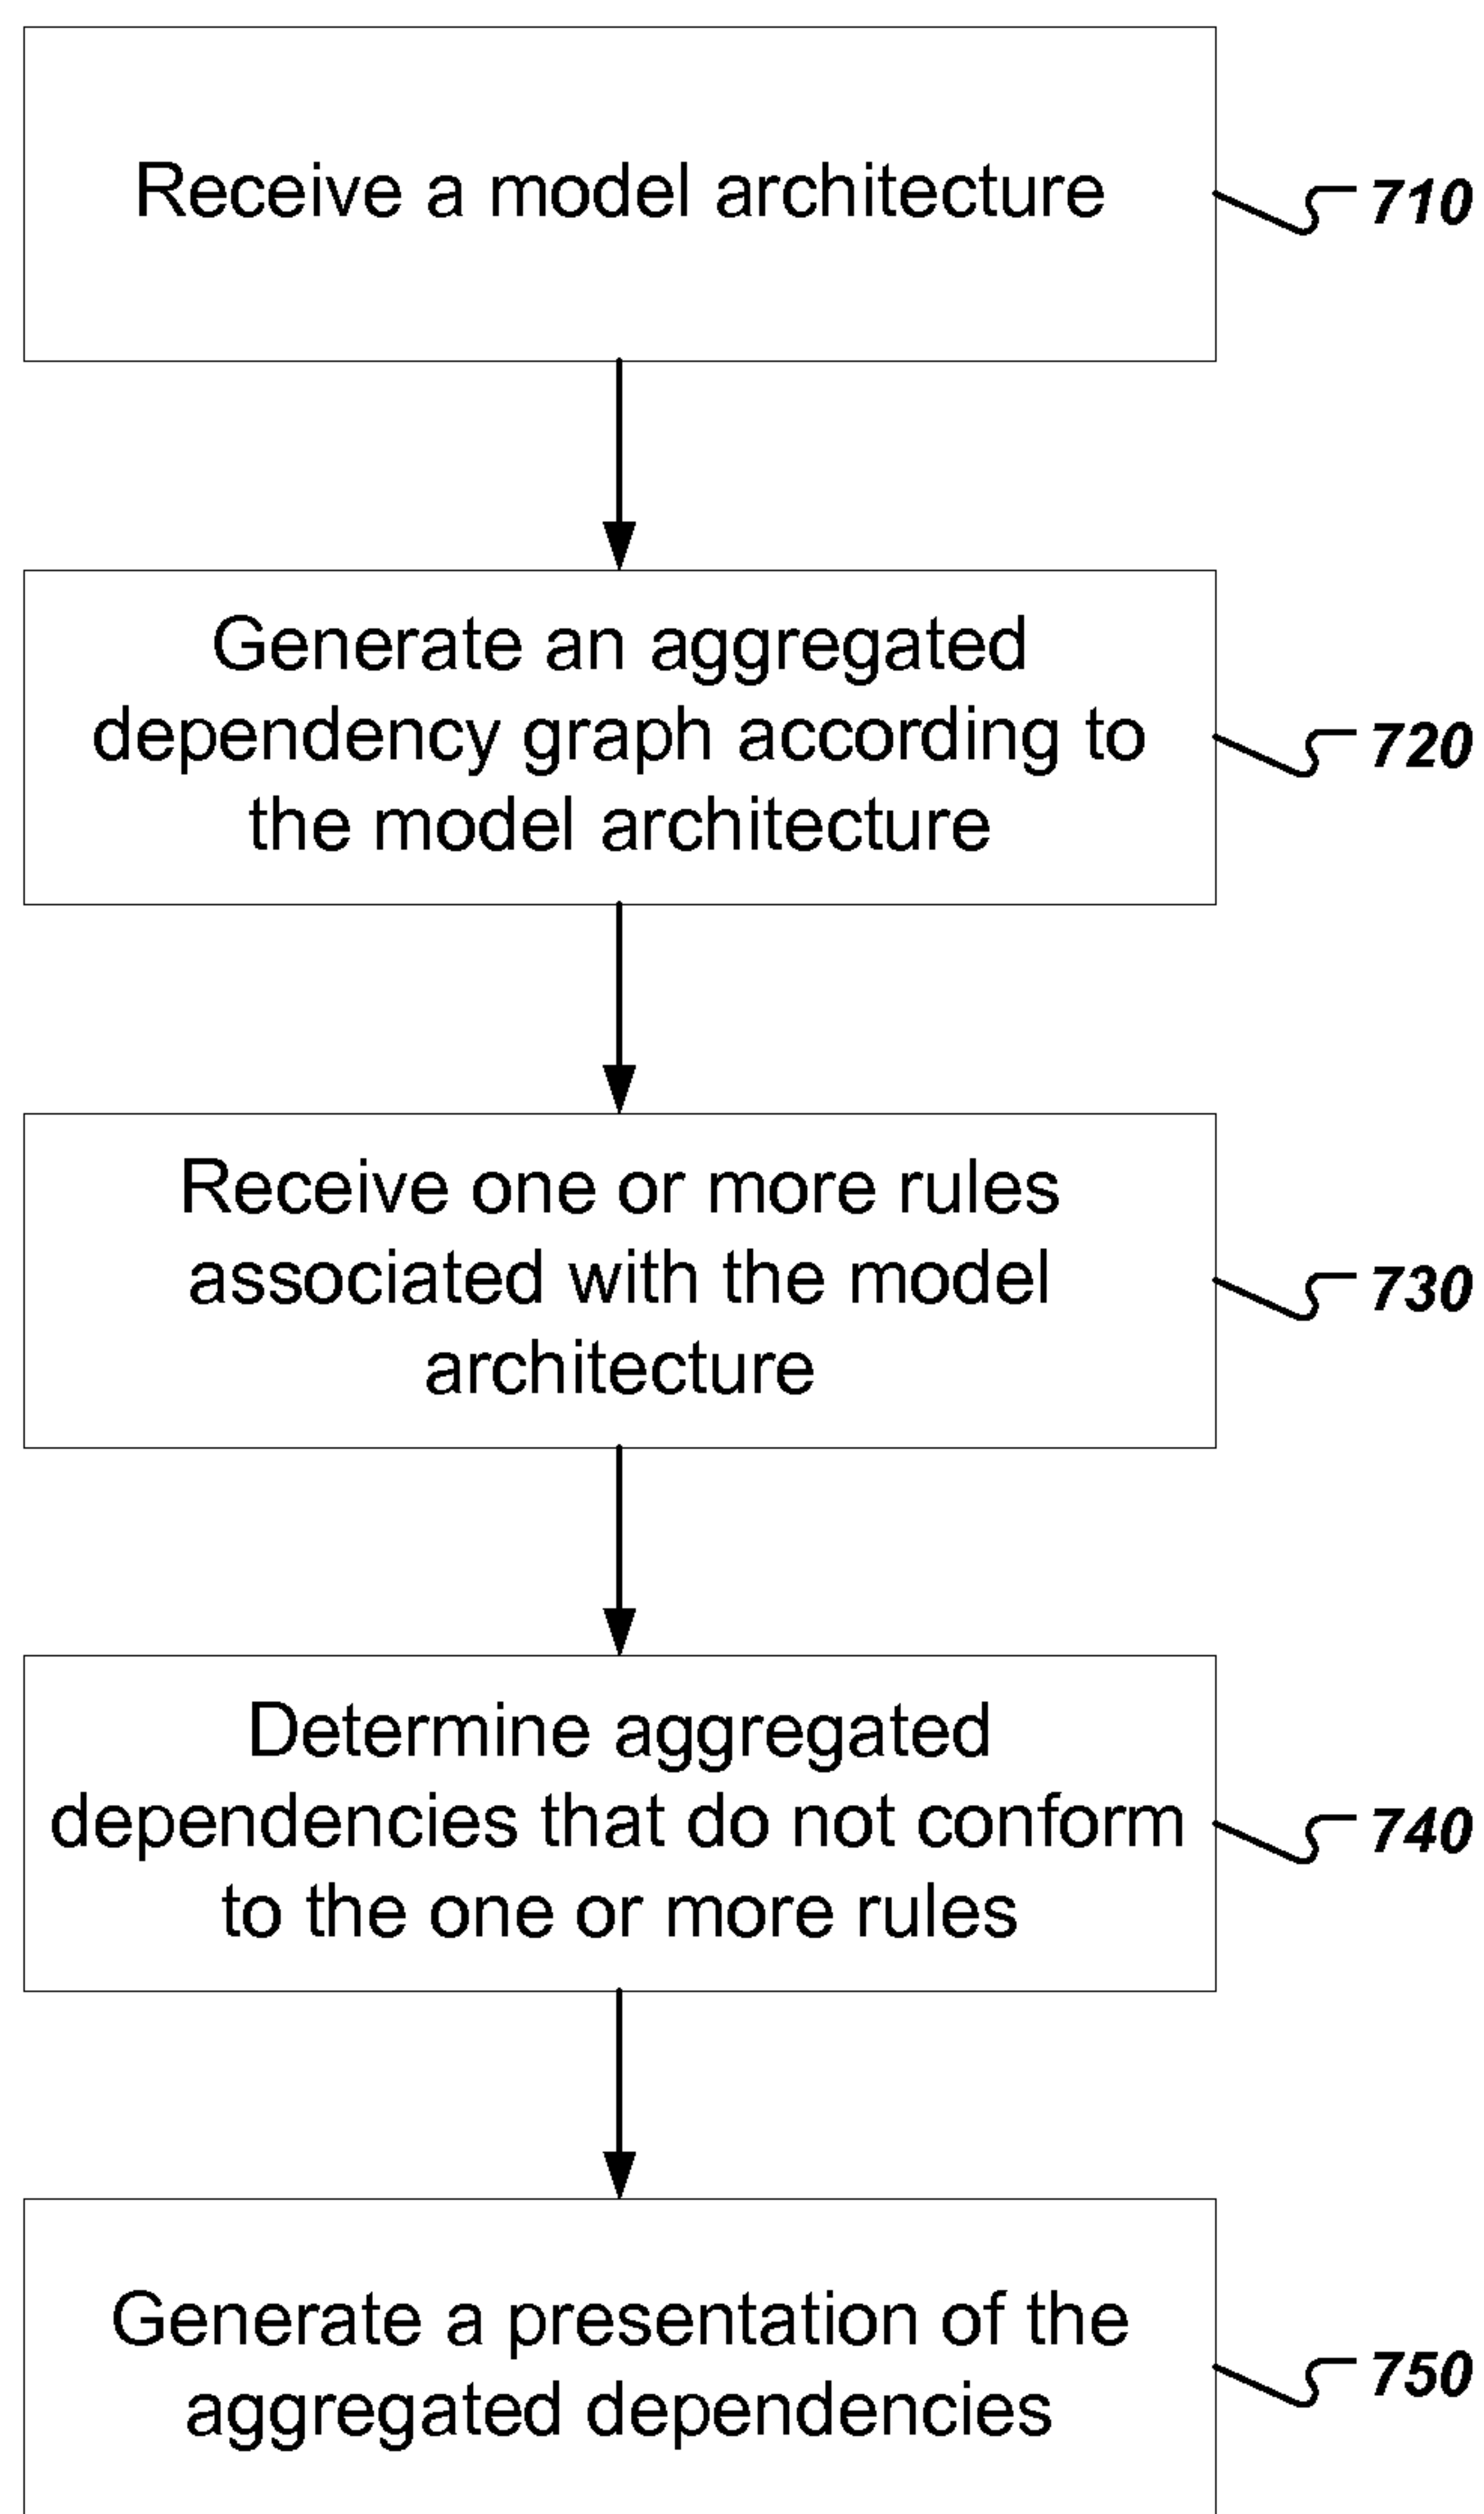 Receive a model architecture
710
Generate an aggregated
dependency graph according to
the model architecture
720
Receive one or more rules
associated with the model
architecture
730
Determine aggregated
dependencies that do not conform
to the one or more rules
740
Generate a presentation of the
aggregated dependencies
750